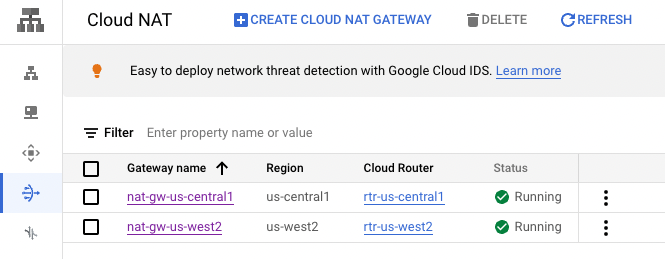 Cloud NAT CREATE CLOUD NAT GATEWAY DELETE REFRESH
Easy to deploy network threat detection with Google Cloud IDS. Learn more
Filter Enter property name or value
Gateway name Region Cloud Router Status
nat-gw-us-central1 us-central1 rtr-us-central1 Running
nat-gw-us-west2 us-west2 rtr-us-west2 Running